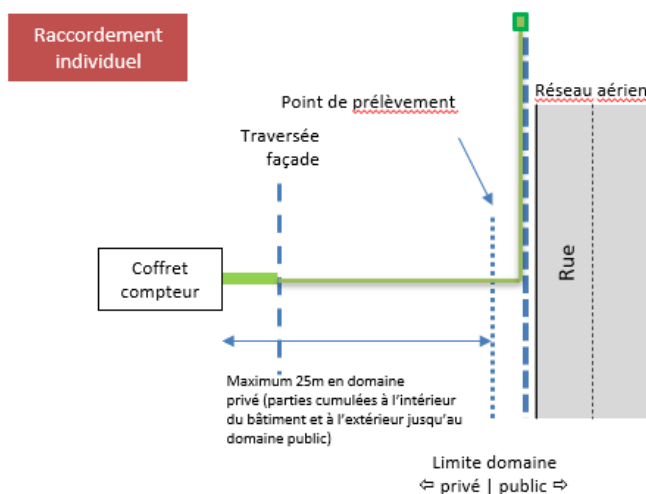 Raccordement
individuel
Réseau aérien
Point de prélèvement
Traversée
façade
Coffret
compteur
Rue
Maximum 25m en domaine
privé (parties cumulées à l'intérieur
du bâtiment et à l'extérieur jusqu'au
domaine public)
Limite domaine
⇦ privé | public ⇨